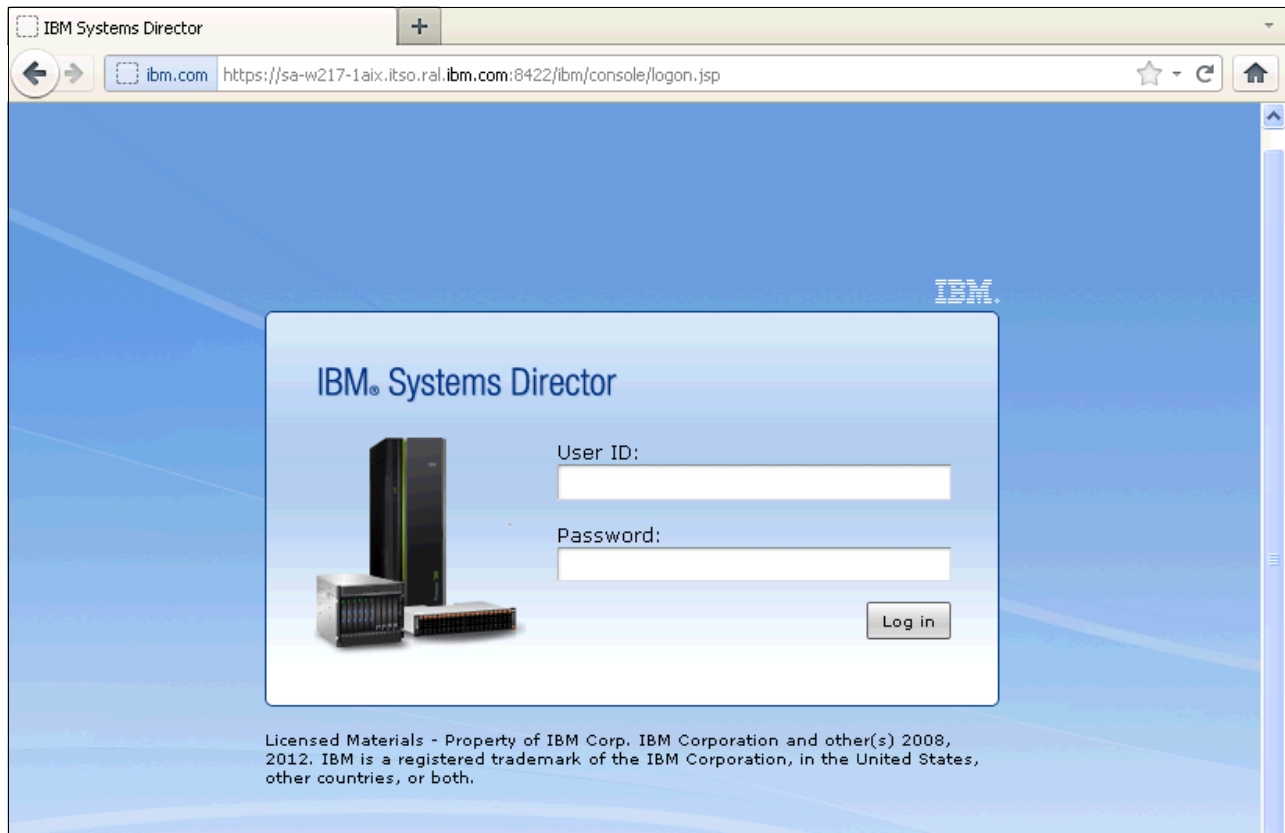 IBM Systems Director
ibm.com https://sa-w217-1aix.itso.ral.ibm.com:8422/ibm/console/logon.jsp
IBM.
IBM® Systems Director
User ID:
Password:
Log in
Licensed Materials - Property of IBM Corp. IBM Corporation and other(s) 2008,
2012. IBM is a registered trademark of the IBM Corporation, in the United States,
other countries, or both.